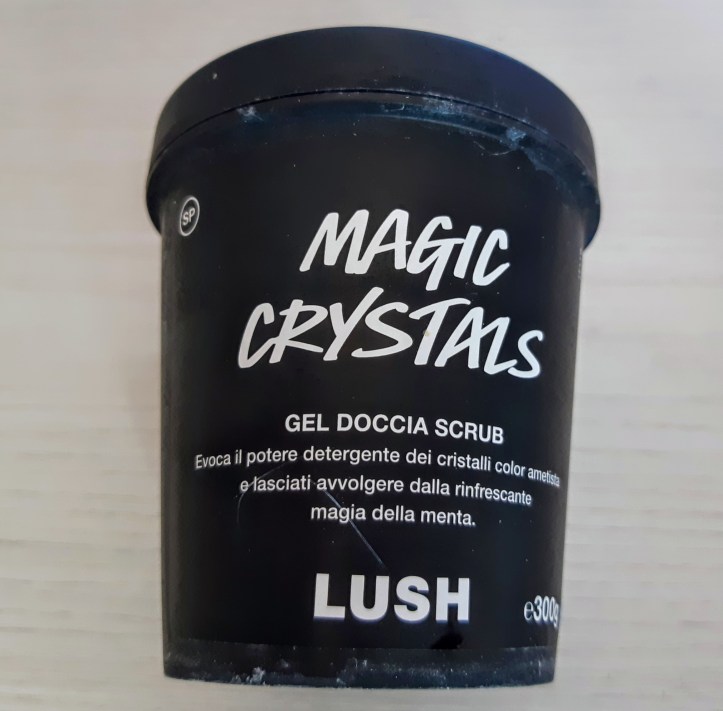 SP
MAGIC
CRYSTALS
GEL DOCCIA SCRUB
Evoca il potere detergente dei cristalli color ametista
e lasciati avvolgere dalla rinfrescante
magia della menta.
LUSH
℮300g